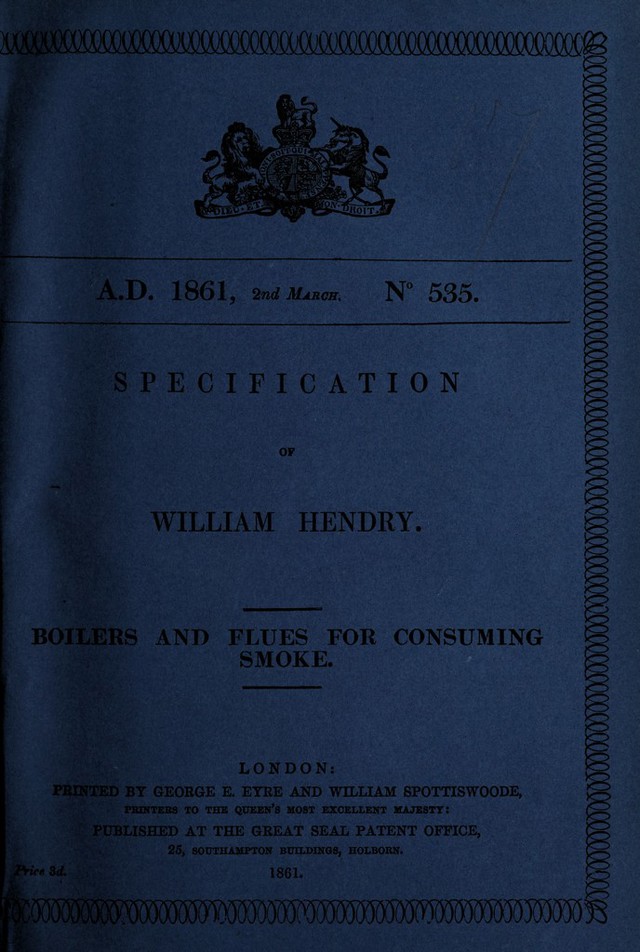 DIEU·ET MON·DROIT
A.D. 1861, 2nd MARCH. No 535.
SPECIFICATION
OF
WILLIAM HENDRY.
BOILERS AND FLUES FOR CONSUMING
SMOKE.
LONDON:
PRINTED BY GEORGE E. EYRE AND WILLIAM SPOTTISWOODE,
PRINTERS TO THE QUEEN'S MOST EXCELLENT MAJESTY:
PUBLISHED AT THE GREAT SEAL PATENT OFFICE,
25, SOUTHAMPTON BUILDINGS, HOLBORN.
Price 3d.
1861.